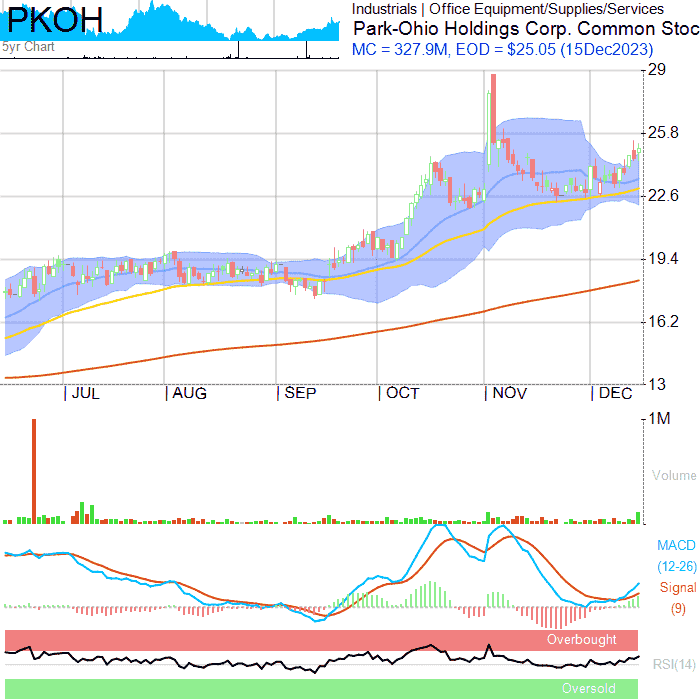 PKOH
5yr Chart
Industrials | Office Equipment/Supplies/Services
Park-Ohio Holdings Corp. Common Stoc
MC = 327.9M, EOD = $25.05 (15Dec2023)
29
25.8
22.6
19.4
16.2
13
JUL AUG SEP OCT NOV DEC
1M
Volume
MACD
(12-26)
Signal
(9)
Overbought
RSI(14)
Oversold